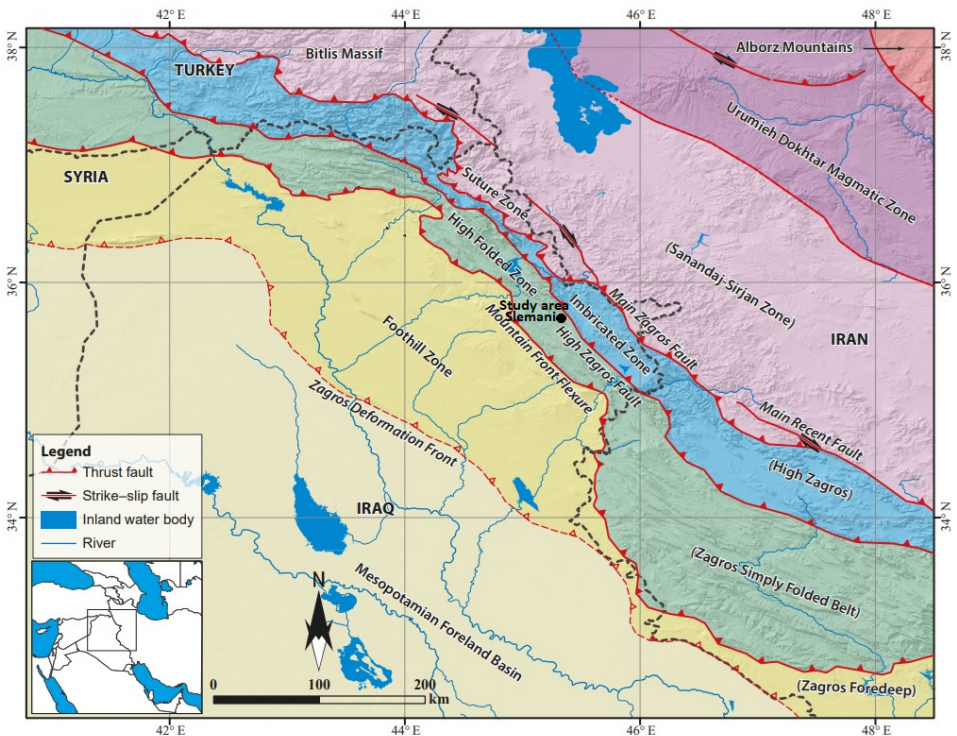 42° E
44° E
46° E
48° E
38° N
38° N
Bitlis Massif
Alborz Mountains
TURKEY
Urumieh Dokhtar Magmatic Zone
SYRIA
Suture Zone
High Folded Zone
(Sanandaj-Sirjan Zone)
36° N
36° N
Study area
Slemani
Imbricated Zone
Main Zagros Fault
IRAN
Mountain Front Flexure
High Zagros Fault
Foothill Zone
Zagros Deformation Front
Main Recent Fault
(High Zagros)
Legend
Thrust fault
Strike–slip fault
Inland water body
River
IRAQ
34° N
34° N
(Zagros Simply Folded Belt)
Mesopotamian Foreland Basin
N
0
100
200
km
(Zagros Foredeep)
42° E
44° E
46° E
48° E